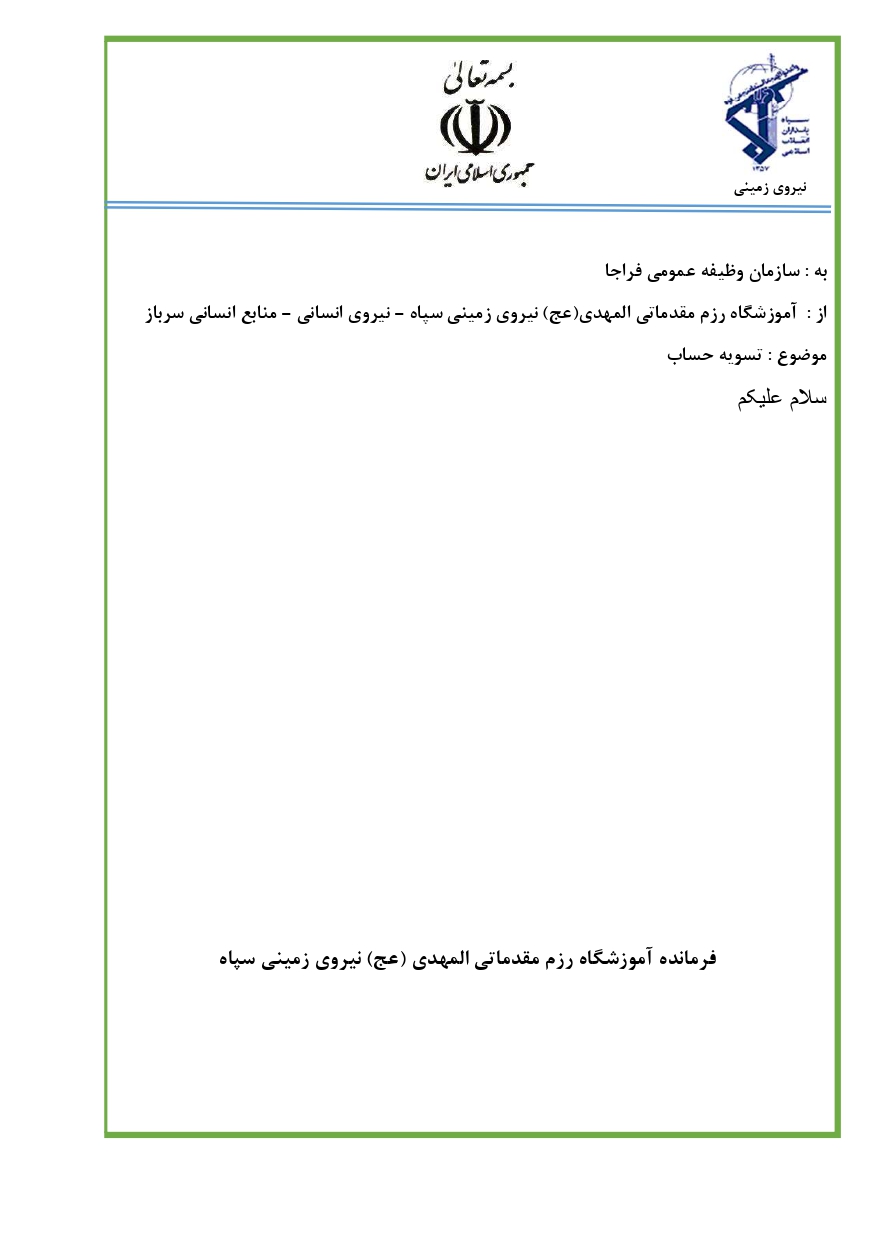 بسمه تعالی
جمهوری اسلامی ایران
سپاه
پاسداران
انقلاب
اسلامی
۱۳۵۷
نیروی زمینی
به : سازمان وظیفه عمومی فراجا
از : آموزشگاه رزم مقدماتی المهدی(عج) نیروی زمینی سپاه – نیروی انسانی – منابع انسانی سرباز
موضوع : تسویه حساب
سلام علیکم
فرمانده آموزشگاه رزم مقدماتی المهدی (عج) نیروی زمینی سپاه